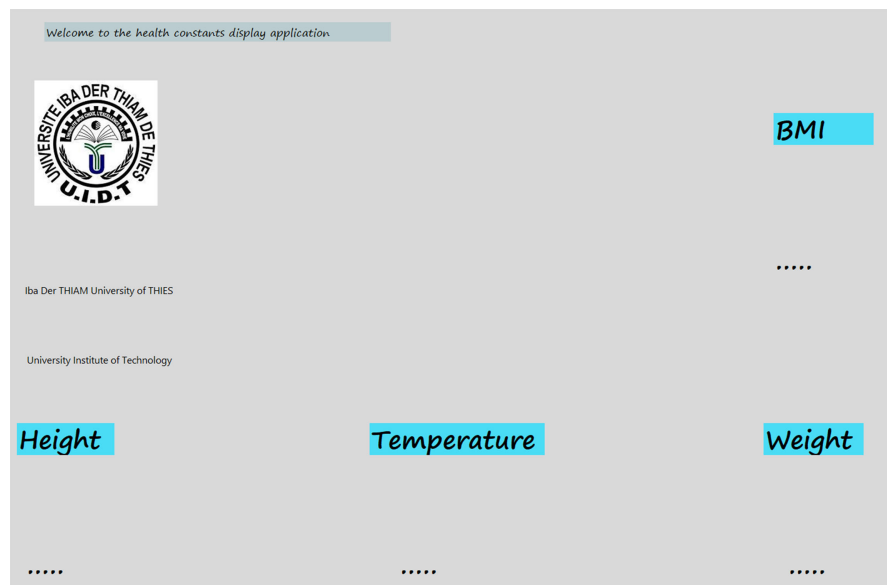 Welcome to the health constants display application
UNIVERSITE IBA DER THIAM DE THIES
U.I.D.T
BMI
.....
Iba Der THIAM University of THIES
University Institute of Technology
Height
Temperature
Weight
.....
.....
.....